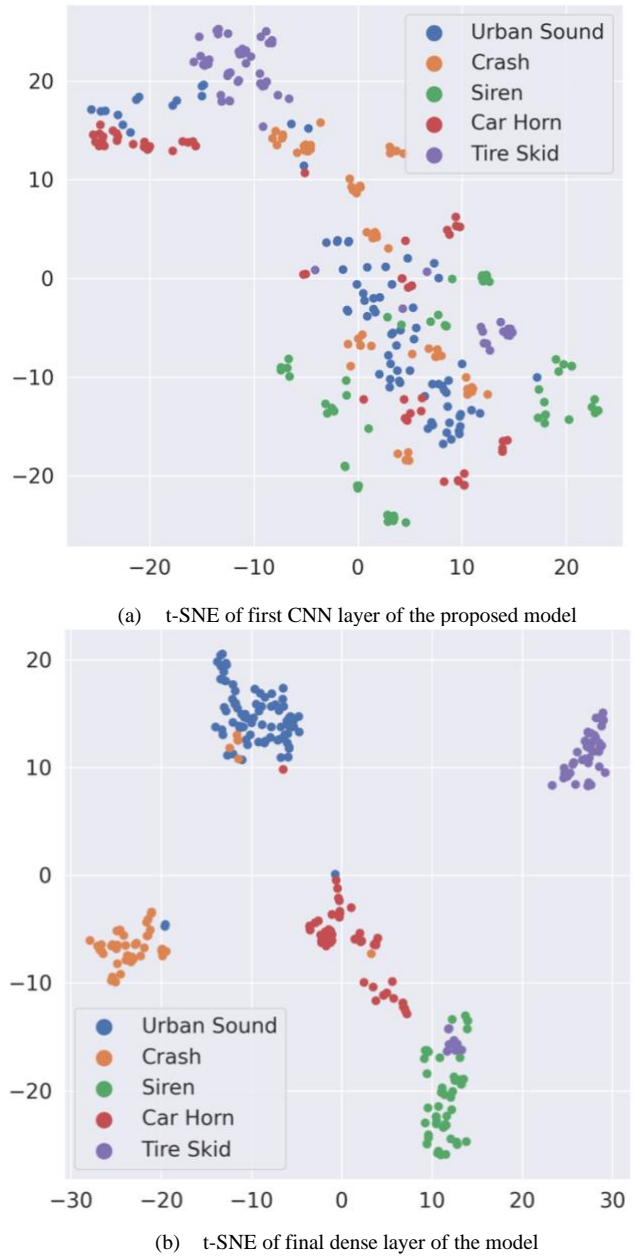 Urban Sound
Crash
Siren
Car Horn
Tire Skid
20
10
0
−10
−20
−20
−10
0
10
20
(a) t-SNE of first CNN layer of the proposed model
20
10
0
−10
−20
Urban Sound
Crash
Siren
Car Horn
Tire Skid
−30
−20
−10
0
10
20
30
(b) t-SNE of final dense layer of the model